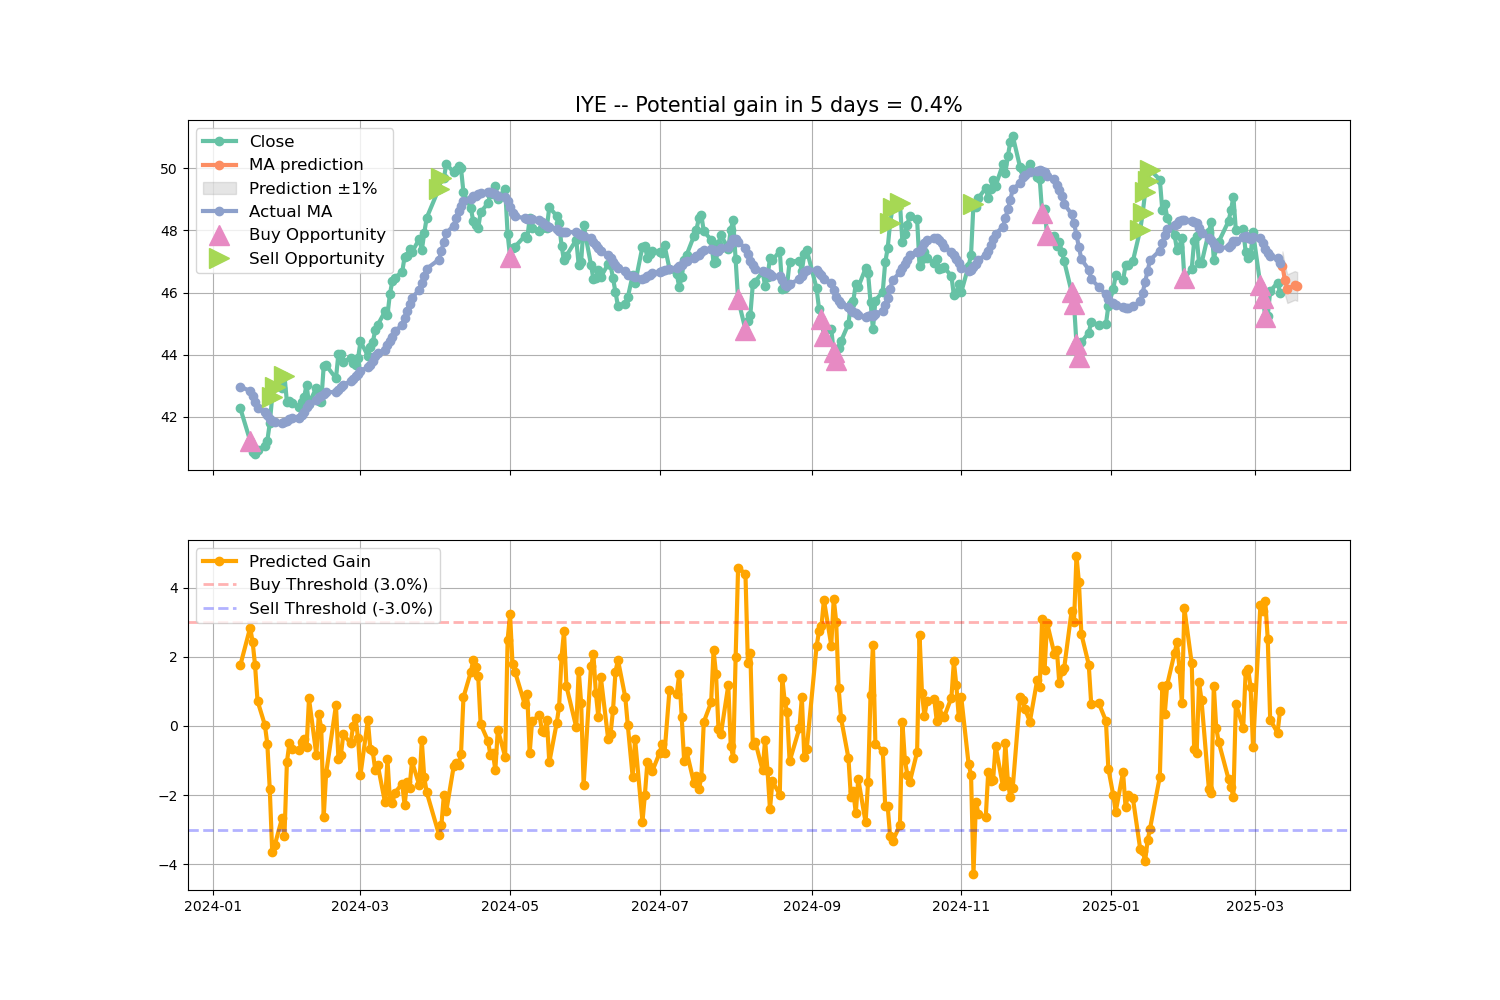 IYE -- Potential gain in 5 days = 0.4%
Close
MA prediction
Prediction ±1%
Actual MA
Buy Opportunity
Sell Opportunity
50
48
46
44
42
Predicted Gain
Buy Threshold (3.0%)
Sell Threshold (-3.0%)
4
2
0
−2
−4
2024-01 2024-03 2024-05 2024-07 2024-09 2024-11 2025-01 2025-03